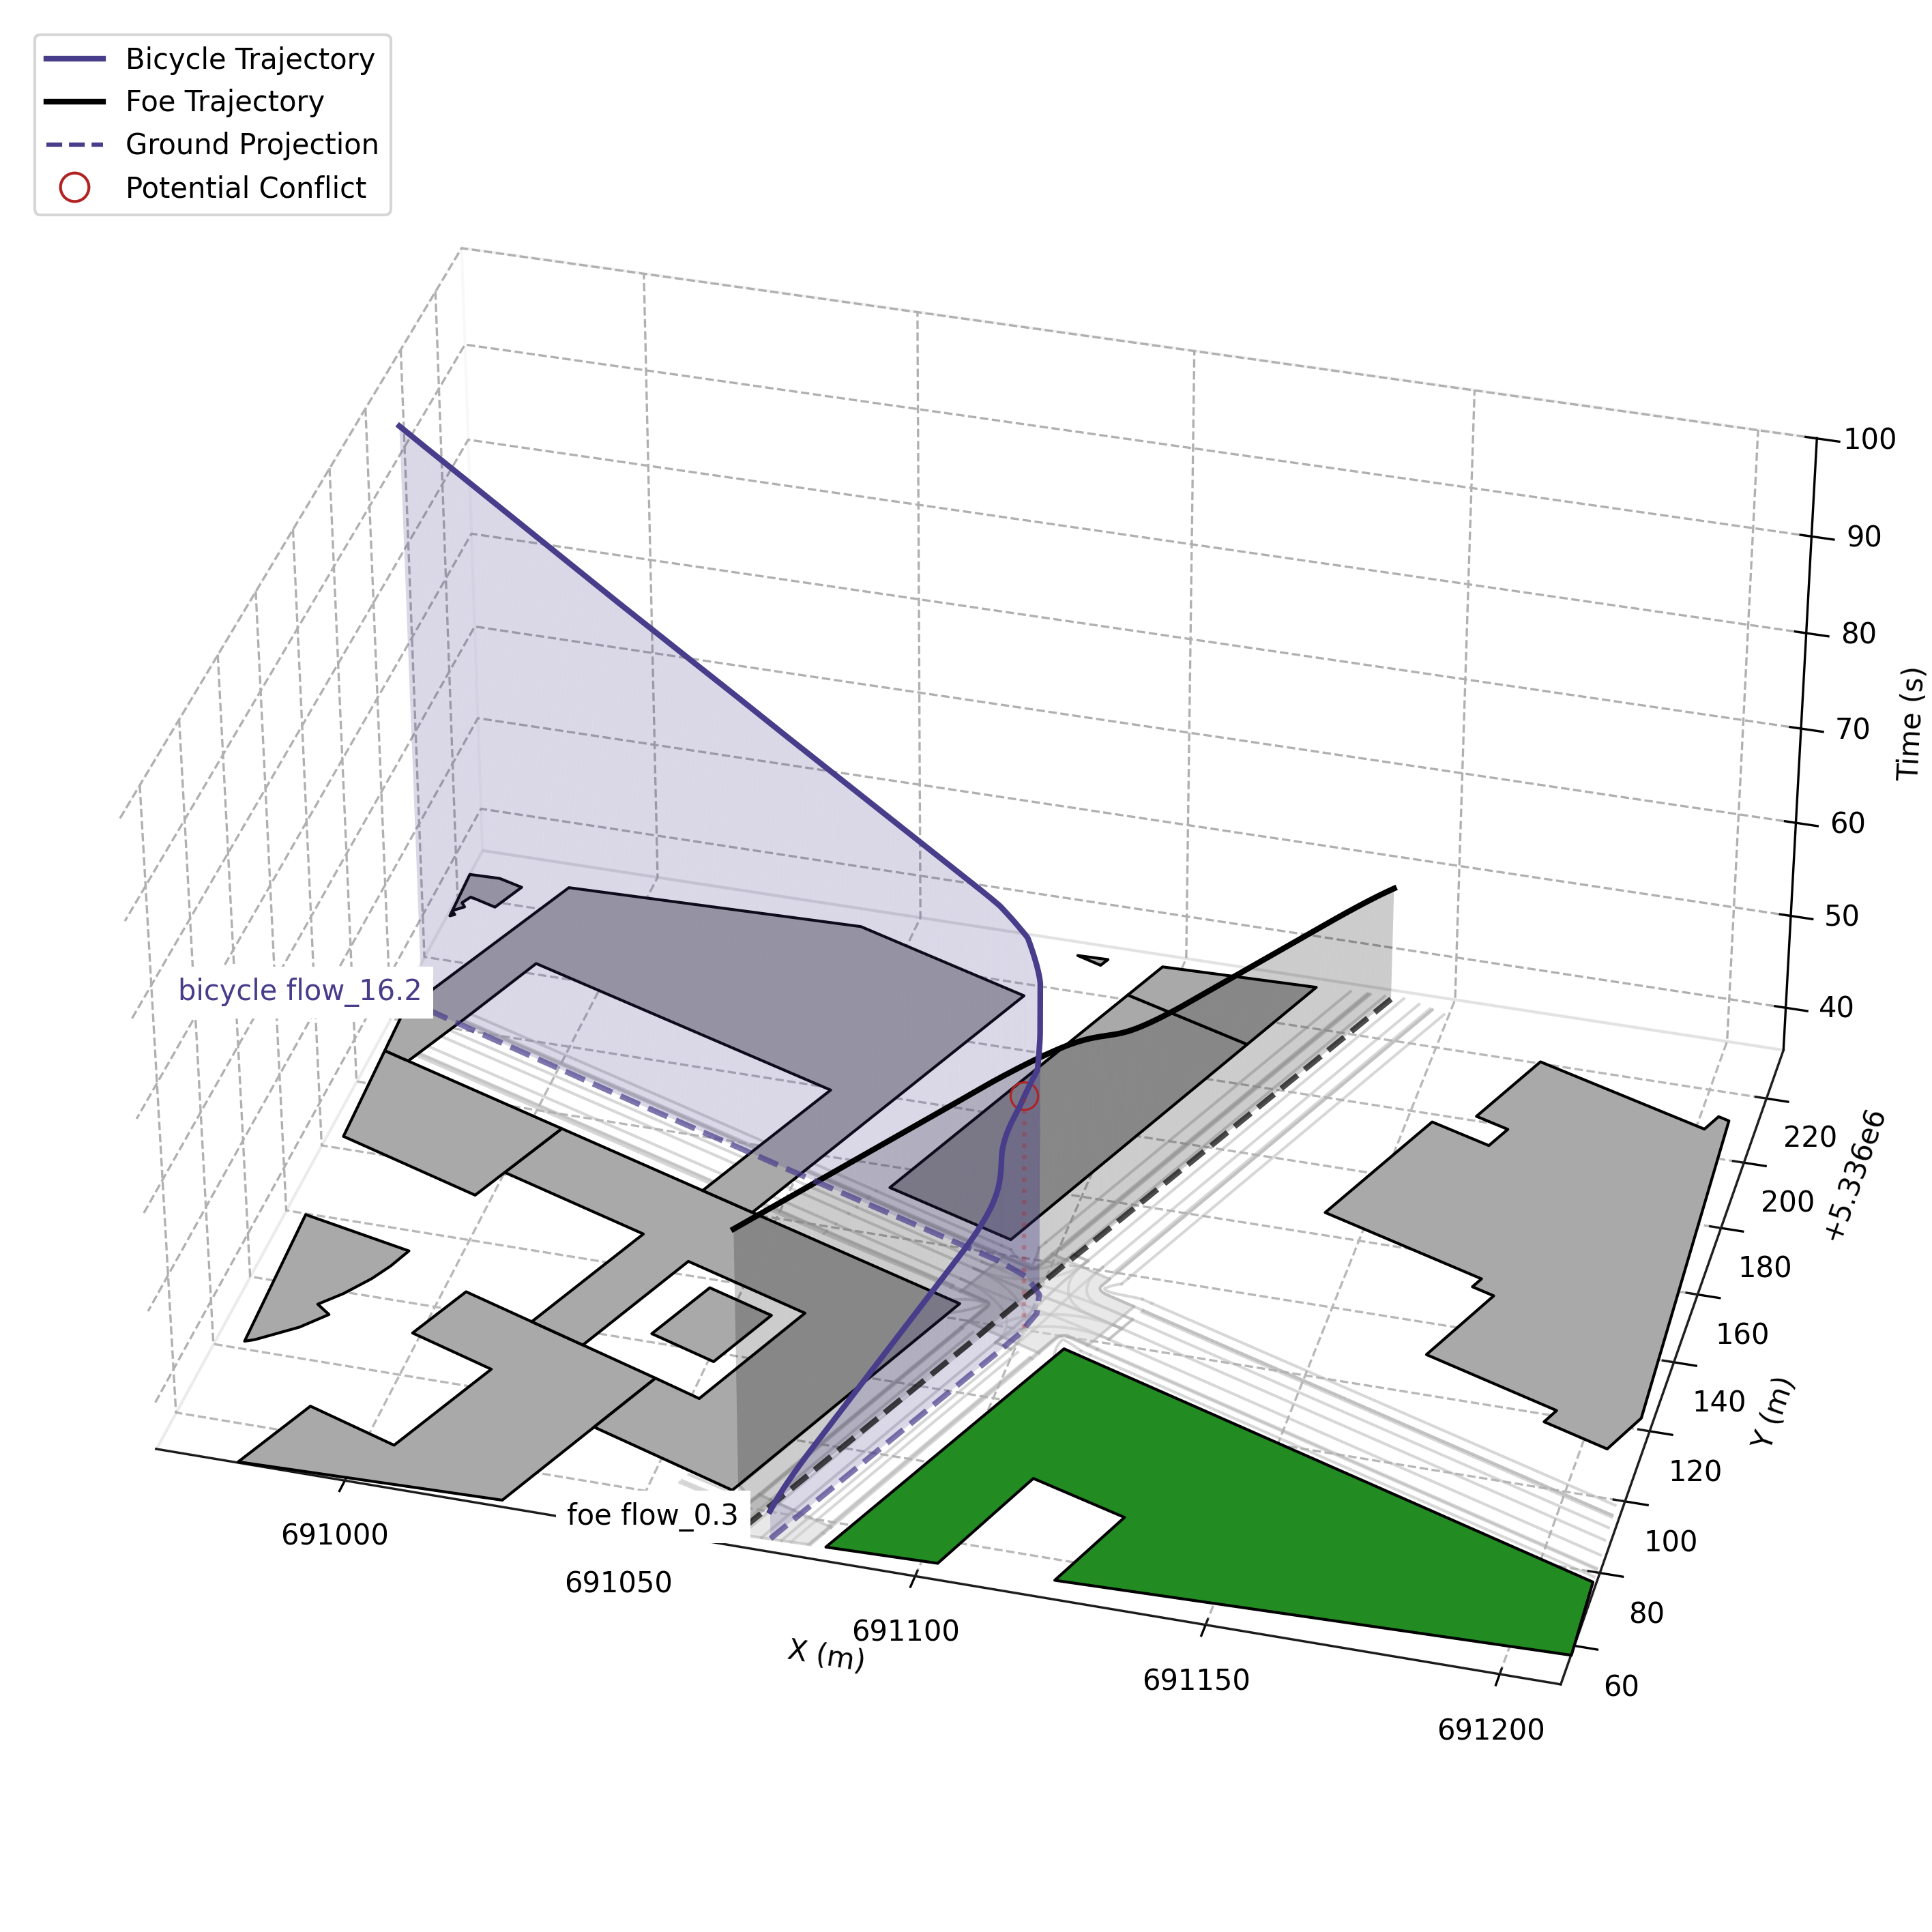 Bicycle Trajectory
Foe Trajectory
Ground Projection
Potential Conflict
100
90
80
70
60
50
40
Time (s)
bicycle flow_16.2
foe flow_0.3
+5.336e6
220
200
180
160
140
120
100
80
60
Y (m)
691000
691050
691100
691150
691200
X (m)